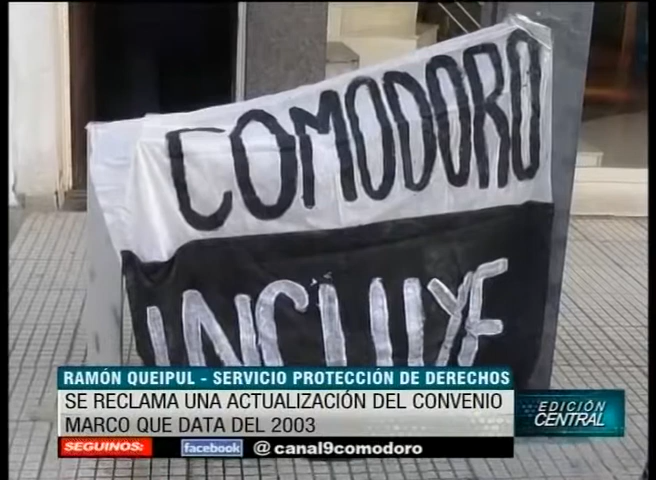 COMODORO
INCLUYE
RAMÓN QUEIPUL - SERVICIO PROTECCIÓN DE DERECHOS
SE RECLAMA UNA ACTUALIZACIÓN DEL CONVENIO
MARCO QUE DATA DEL 2003
EDICIÓN
CENTRAL
SEGUINOS: facebook @canal9comodoro